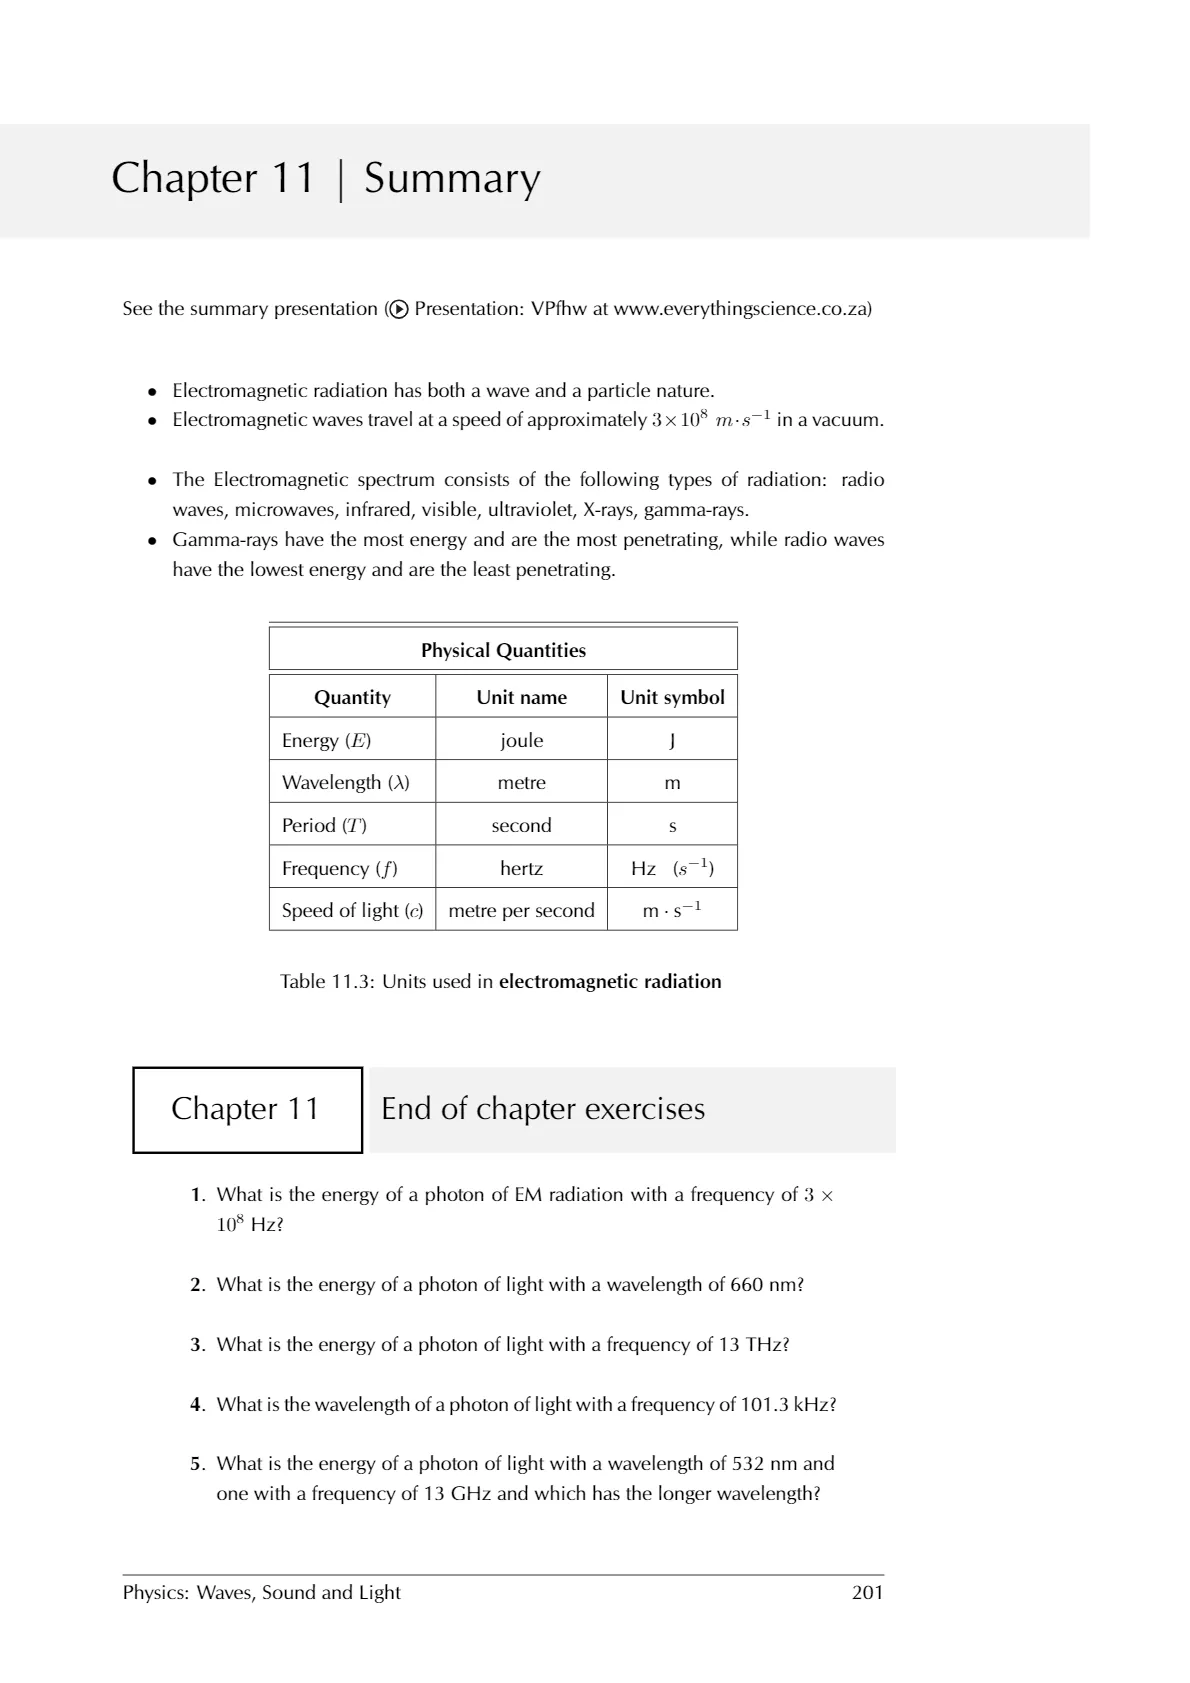 Chapter 11 | Summary
See the summary presentation (▶ Presentation: VPfhw at www.everythingscience.co.za)
• Electromagnetic radiation has both a wave and a particle nature.
• Electromagnetic waves travel at a speed of approximately 3×10⁸ m·s⁻¹ in a vacuum.
• The Electromagnetic spectrum consists of the following types of radiation: radio
waves, microwaves, infrared, visible, ultraviolet, X-rays, gamma-rays.
• Gamma-rays have the most energy and are the most penetrating, while radio waves
have the lowest energy and are the least penetrating.
Physical Quantities
Quantity Unit name Unit symbol
Energy (E) joule J
Wavelength (λ) metre m
Period (T) second s
Frequency (f) hertz Hz (s⁻¹)
Speed of light (c) metre per second m · s⁻¹
Table 11.3: Units used in electromagnetic radiation
Chapter 11 End of chapter exercises
1. What is the energy of a photon of EM radiation with a frequency of 3 ×
10⁸ Hz?
2. What is the energy of a photon of light with a wavelength of 660 nm?
3. What is the energy of a photon of light with a frequency of 13 THz?
4. What is the wavelength of a photon of light with a frequency of 101.3 kHz?
5. What is the energy of a photon of light with a wavelength of 532 nm and
one with a frequency of 13 GHz and which has the longer wavelength?
Physics: Waves, Sound and Light 201